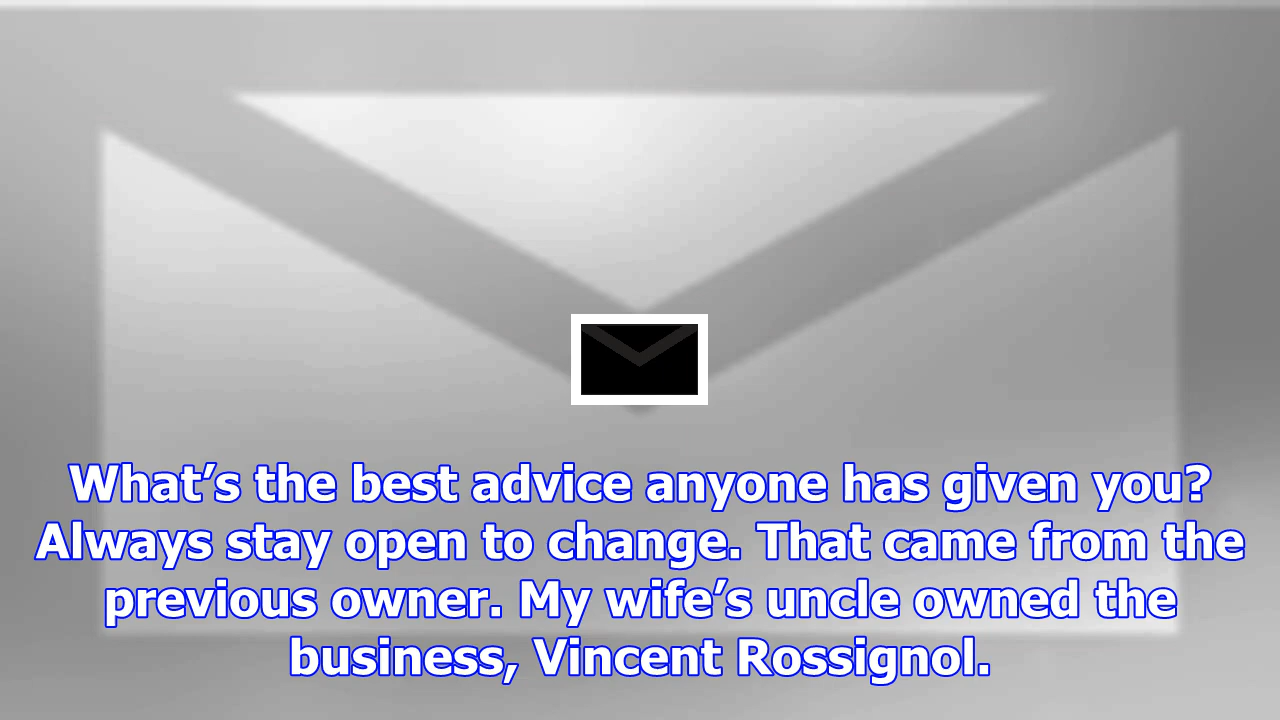 What’s the best advice anyone has given you?
Always stay open to change. That came from the
previous owner. My wife’s uncle owned the
business, Vincent Rossignol.